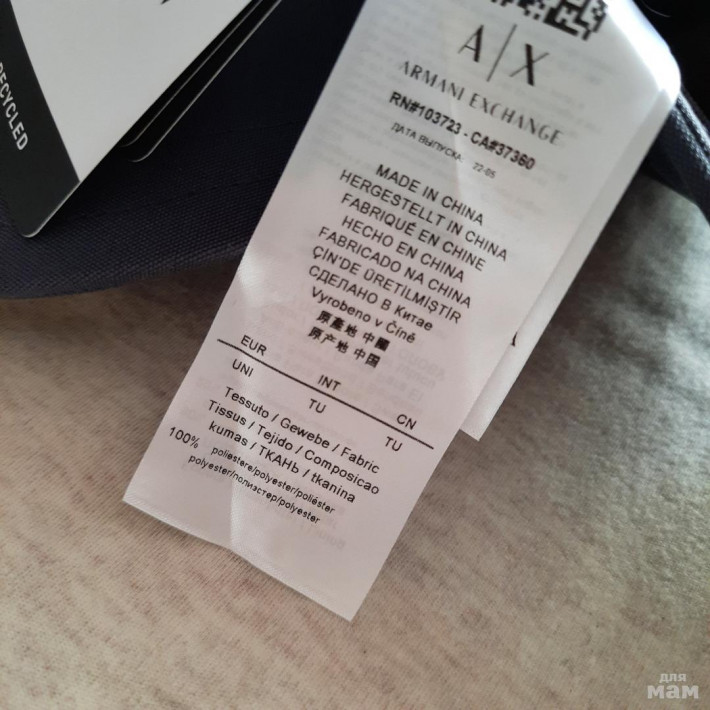 RECYCLED
A|X
ARMANI EXCHANGE
RN#103723 - CA#37360
ДАТА ВЫПУСКА: 22-05
MADE IN CHINA
HERGESTELLT IN CHINA
FABRIQUÉ EN CHINE
HECHO EN CHINA
FABRICADO NA CHINA
ÇIN'DE ÜRETILMIŞTIR
СДЕЛАНО В Китае
Vyrobeno v Číně
原產地 中國
原产地 中国
EUR INT CN
UNI TU TU
Tessuto / Gewebe / Fabric
Tissus / Tejido / Composicao
kumas / ТКАНЬ / tkanina
100% poliestere/polyester/poliéster
polyester/полиэстер/polyester
для
мам